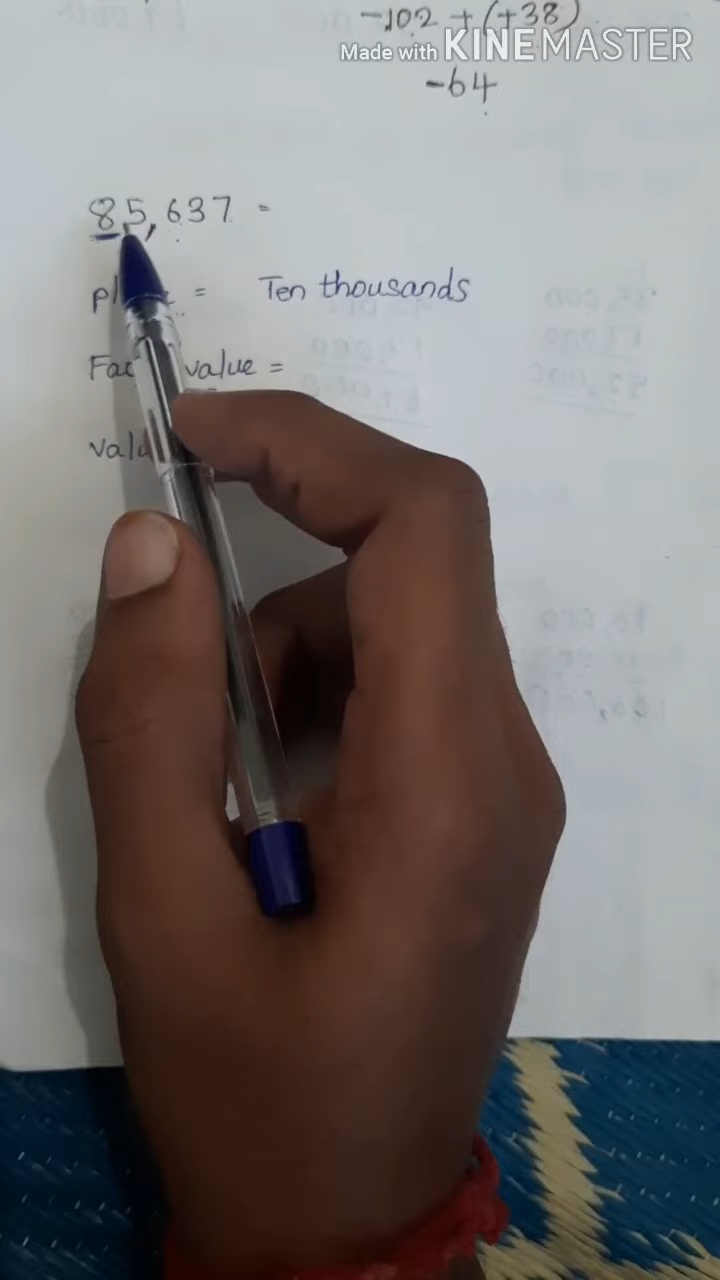 -102 + (+38)
Made with KINEMASTER
-64
85,637 =
= Ten thousands
value =